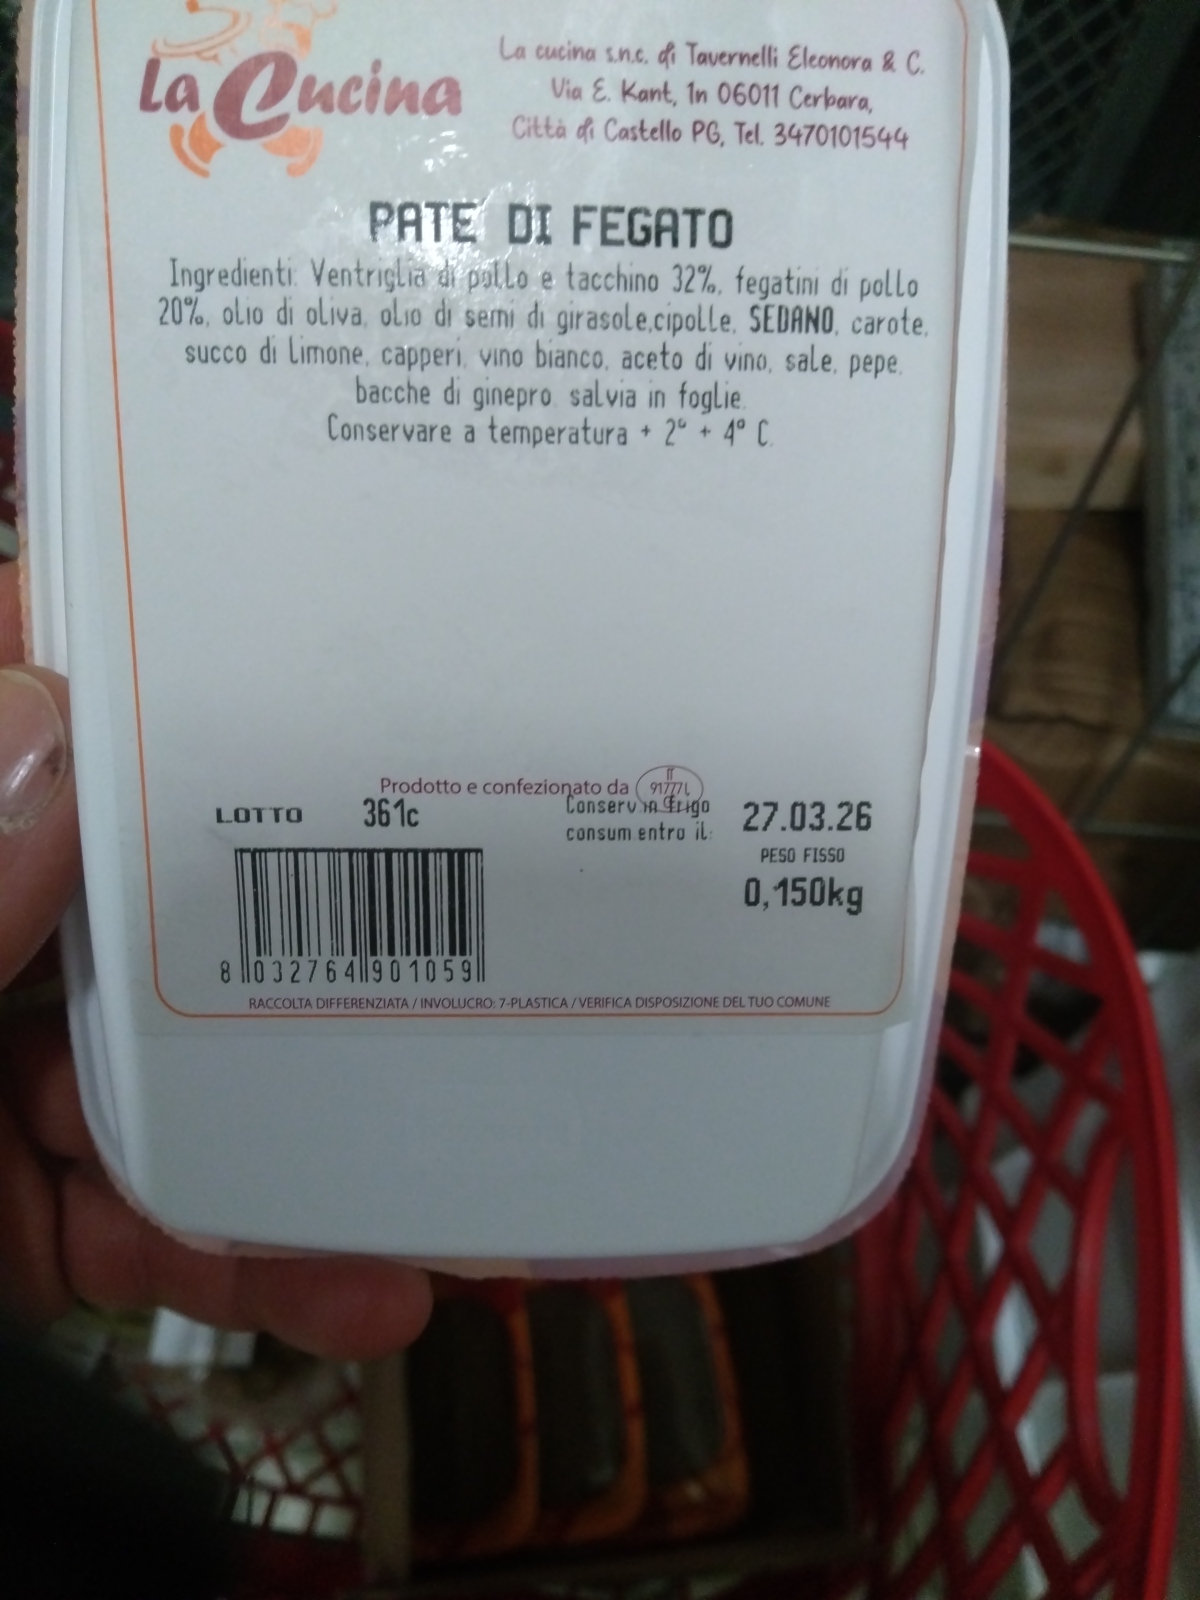 La Cucina
La cucina s.n.c. di Tavernelli Eleonora & C.
Via E. Kant, 1n 06011 Cerbara,
Città di Castello PG, Tel. 3470101544
PATE' DI FEGATO
Ingredienti: Ventriglia di pollo e tacchino 32%, fegatini di pollo
20%, olio di oliva, olio di semi di girasole,cipolle, SEDANO, carote,
succo di limone, capperi, vino bianco, aceto di vino, sale, pepe,
bacche di ginepro, salvia in foglie.
Conservare a temperatura + 2° + 4° C.
Prodotto e confezionato da
IT
91777L
LOTTO 361c
Conserv.in frigo
consum entro il: 27.03.26
PESO FISSO
0,150kg
8 032764 901059
RACCOLTA DIFFERENZIATA / INVOLUCRO: 7-PLASTICA / VERIFICA DISPOSIZIONE DEL TUO COMUNE